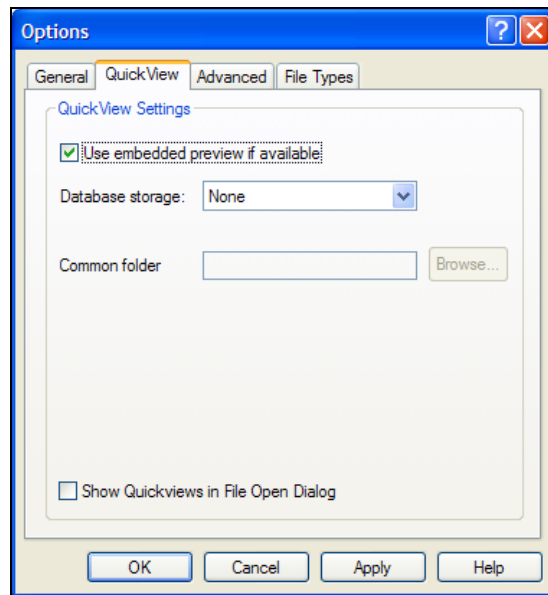 Options
General QuickView Advanced File Types
QuickView Settings
Use embedded preview if available
Database storage: None
Common folder Browse...
Show Quickviews in File Open Dialog
OK Cancel Apply Help